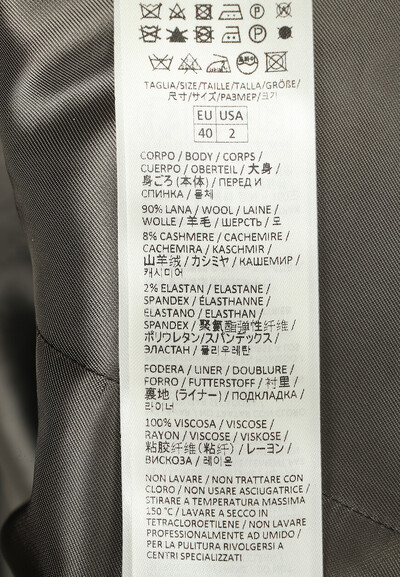 TAGLIA/SIZE/TAILLE/TALLA/GRÖßE/
尺寸/サイズ/РАЗМЕР/크기
EU USA
40 2
CORPO / BODY / CORPS /
CUERPO / OBERTEIL / 大身 /
身ごろ (本体) / ПЕРЕД И
СПИНКА / 몸체
90% LANA / WOOL / LAINE /
WOLLE / 羊毛 / ШЕРСТЬ / 모
8% CASHMERE / CACHEMIRE /
CACHEMIRA / KASCHMIR /
山羊绒 / カシミヤ / КАШЕМИР /
캐시미어
2% ELASTAN / ELASTANE /
SPANDEX / ÉLASTHANNE /
ELASTANO / ELASTHAN /
SPANDEX / 聚氨酯弹性纤维 /
ポリウレタン/スパンデックス /
ЭЛАСТАН / 폴리우레탄
FODERA / LINER / DOUBLURE /
FORRO / FUTTERSTOFF / 衬里 /
裏地 (ライナー) / ПОДКЛАДКА /
라이너
100% VISCOSA / VISCOSE /
RAYON / VISCOSE / VISKOSE /
粘胶纤维(粘纤) / レーヨン /
ВИСКОЗА / 레이온
NON LAVARE / NON TRATTARE CON
CLORO / NON USARE ASCIUGATRICE /
STIRARE A TEMPERATURA MASSIMA
150 °C / LAVARE A SECCO IN
TETRACLOROETILENE / NON LAVARE
PROFESSIONALMENTE AD UMIDO /
PER LA PULITURA RIVOLGERSI A
CENTRI SPECIALIZZATI